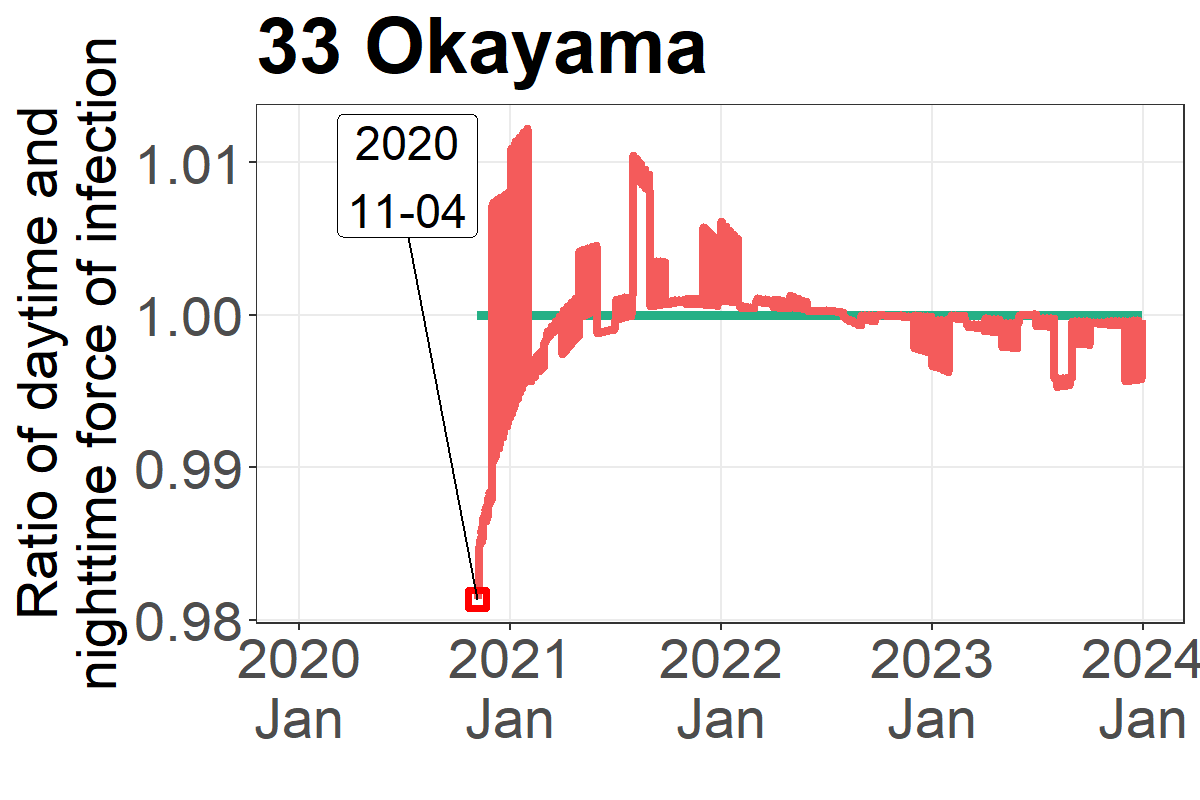 33 Okayama
Ratio of daytime and
nighttime force of infection
1.01
1.00
0.99
0.98
2020
11-04
2020
Jan
2021
Jan
2022
Jan
2023
Jan
2024
Jan